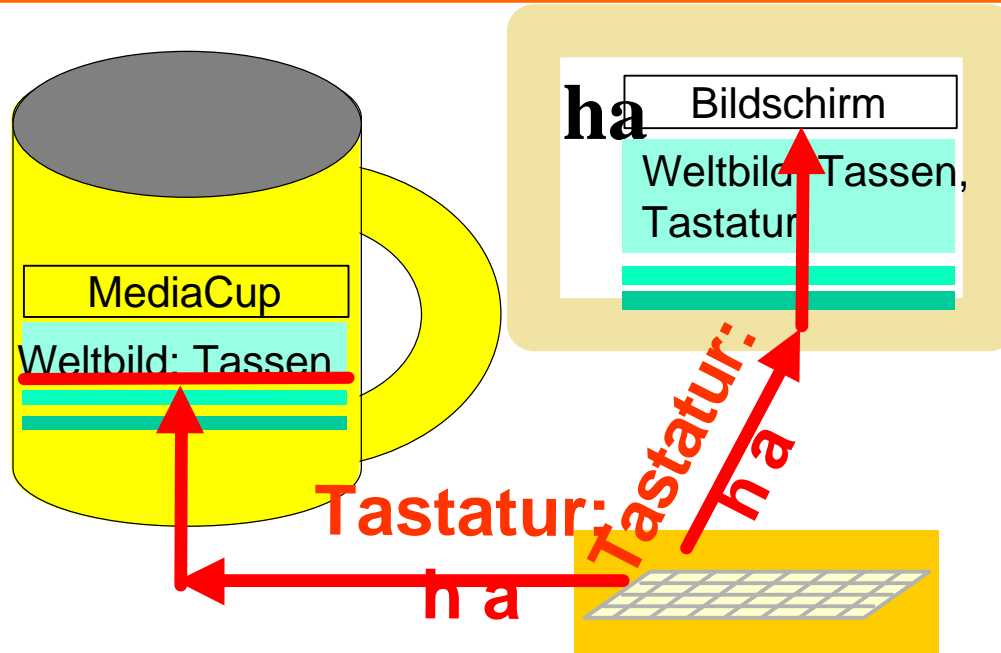 ha
Bildschirm
Weltbild: Tassen,
Tastatur
MediaCup
Weltbild: Tassen
Tastatur:
h a
Tastatur:
h a